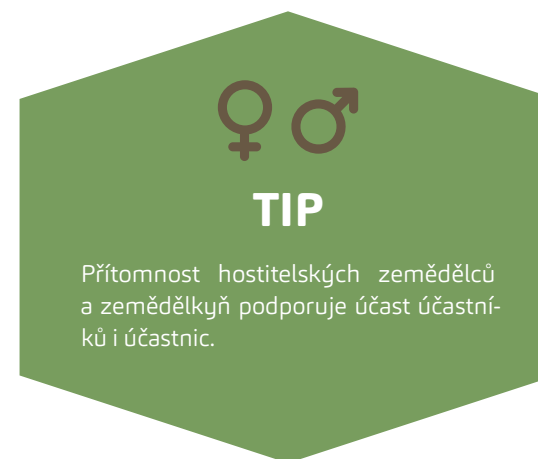 TIP
Přítomnost hostitelských zemědělců
a zemědělkyň podporuje účast účastní-
ků i účastnic.